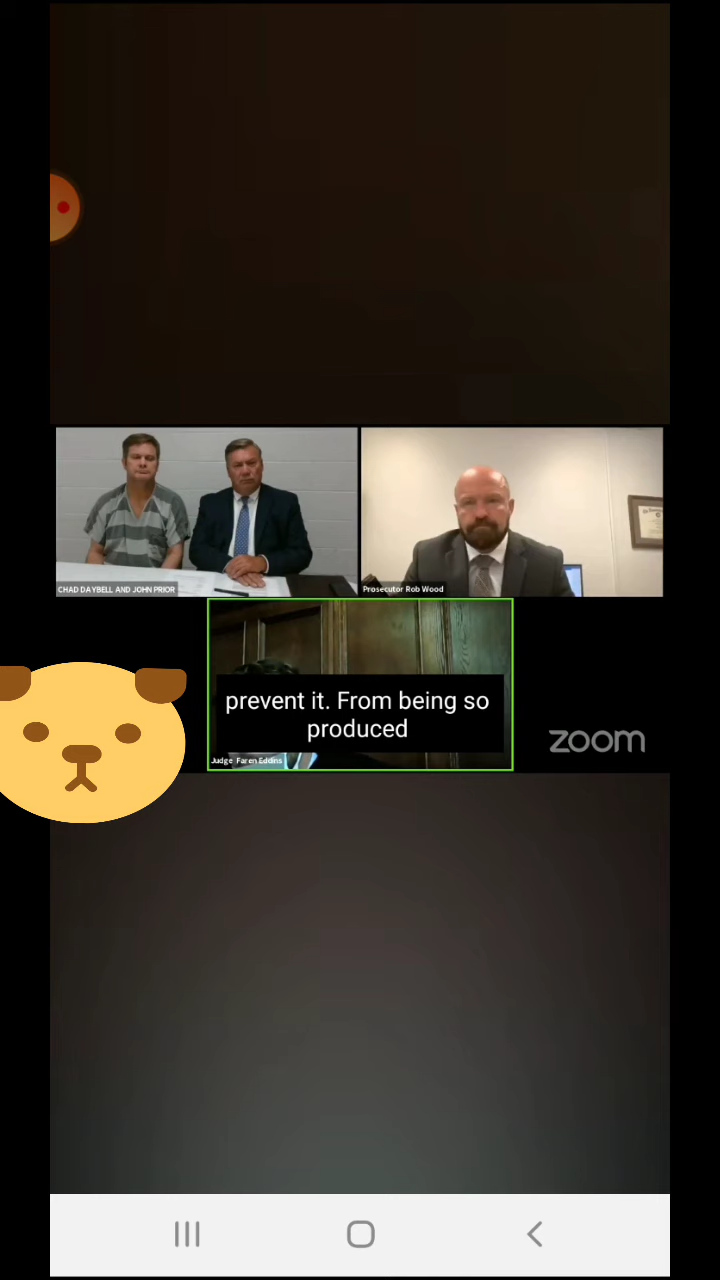 CHAD DAYBELL AND JOHN PRIOR
Prosecutor Rob Wood
prevent it. From being so
produced
Judge Faren Eddins
zoom